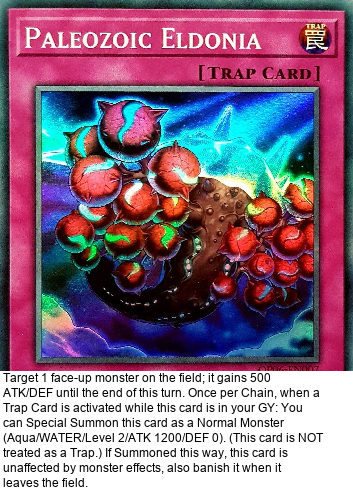 PALEOZOIC ELDONIA
TRAP
罠
[TRAP CARD]
OP16-EN007
Target 1 face-up monster on the field; it gains 500
ATK/DEF until the end of this turn. Once per Chain, when a
Trap Card is activated while this card is in your GY: You
can Special Summon this card as a Normal Monster
(Aqua/WATER/Level 2/ATK 1200/DEF 0). (This card is NOT
treated as a Trap.) If Summoned this way, this card is
unaffected by monster effects, also banish it when it
leaves the field.